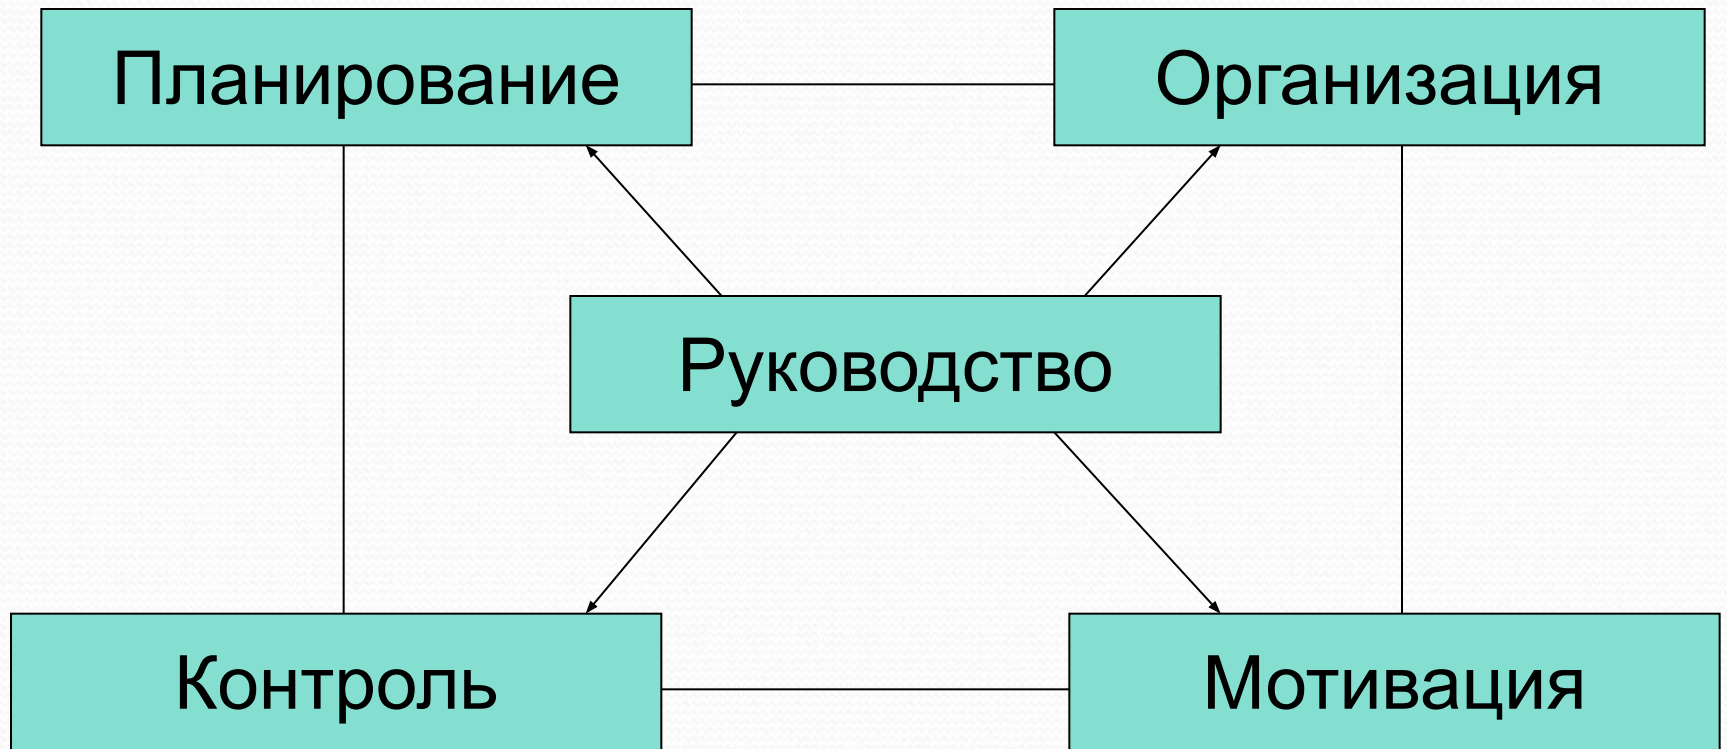 Планирование
Организация
Руководство
Контроль
Мотивация